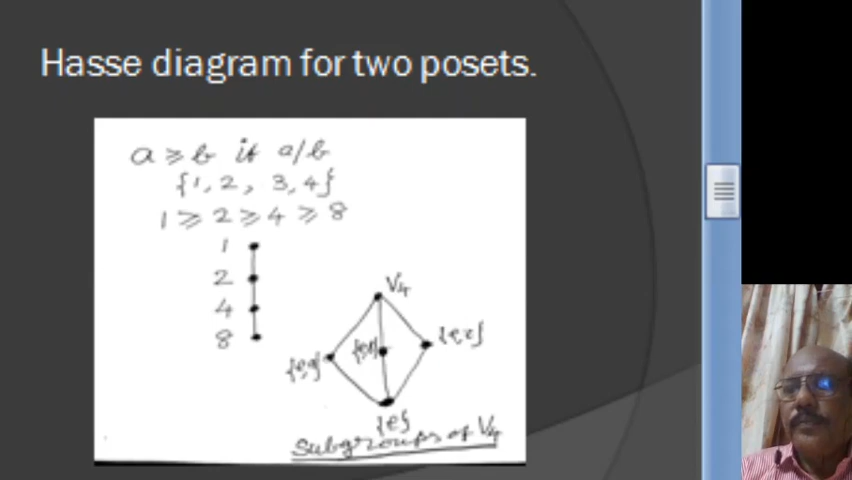 Hasse diagram for two posets.
a ≥ b if a/b
{1, 2, 3, 4}
1 ≥ 2 ≥ 4 ≥ 8
1
2
4
8
V4
{e,a}
{e,c}
{e}
Subgroups of V4